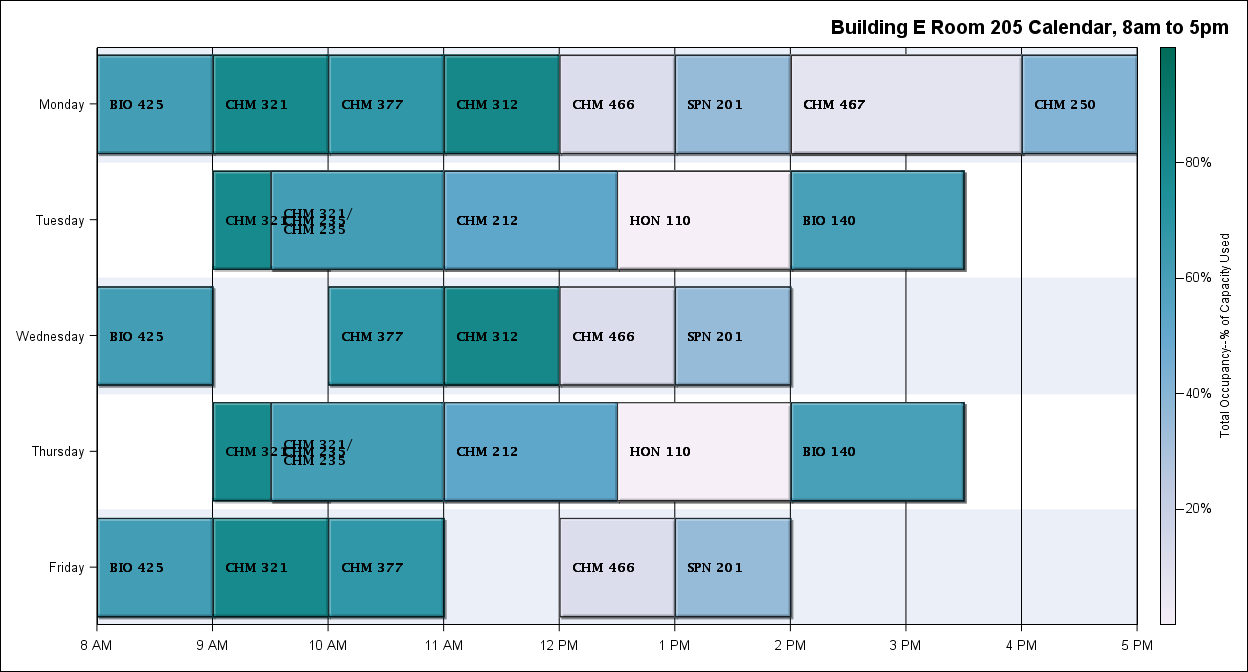 Building E Room 205 Calendar, 8am to 5pm
Monday
BIO 425
CHM 321
CHM 377
CHM 312
CHM 466
SPN 201
CHM 467
CHM 250
Tuesday
CHM 321
CHM 321/
CHM 235
CHM 235
CHM 212
HON 110
BIO 140
Wednesday
BIO 425
CHM 377
CHM 312
CHM 466
SPN 201
Thursday
CHM 321
CHM 321/
CHM 235
CHM 235
CHM 212
HON 110
BIO 140
Friday
BIO 425
CHM 321
CHM 377
CHM 466
SPN 201
8 AM
9 AM
10 AM
11 AM
12 PM
1 PM
2 PM
3 PM
4 PM
5 PM
80%
60%
40%
20%
Total Occupancy--% of Capacity Used